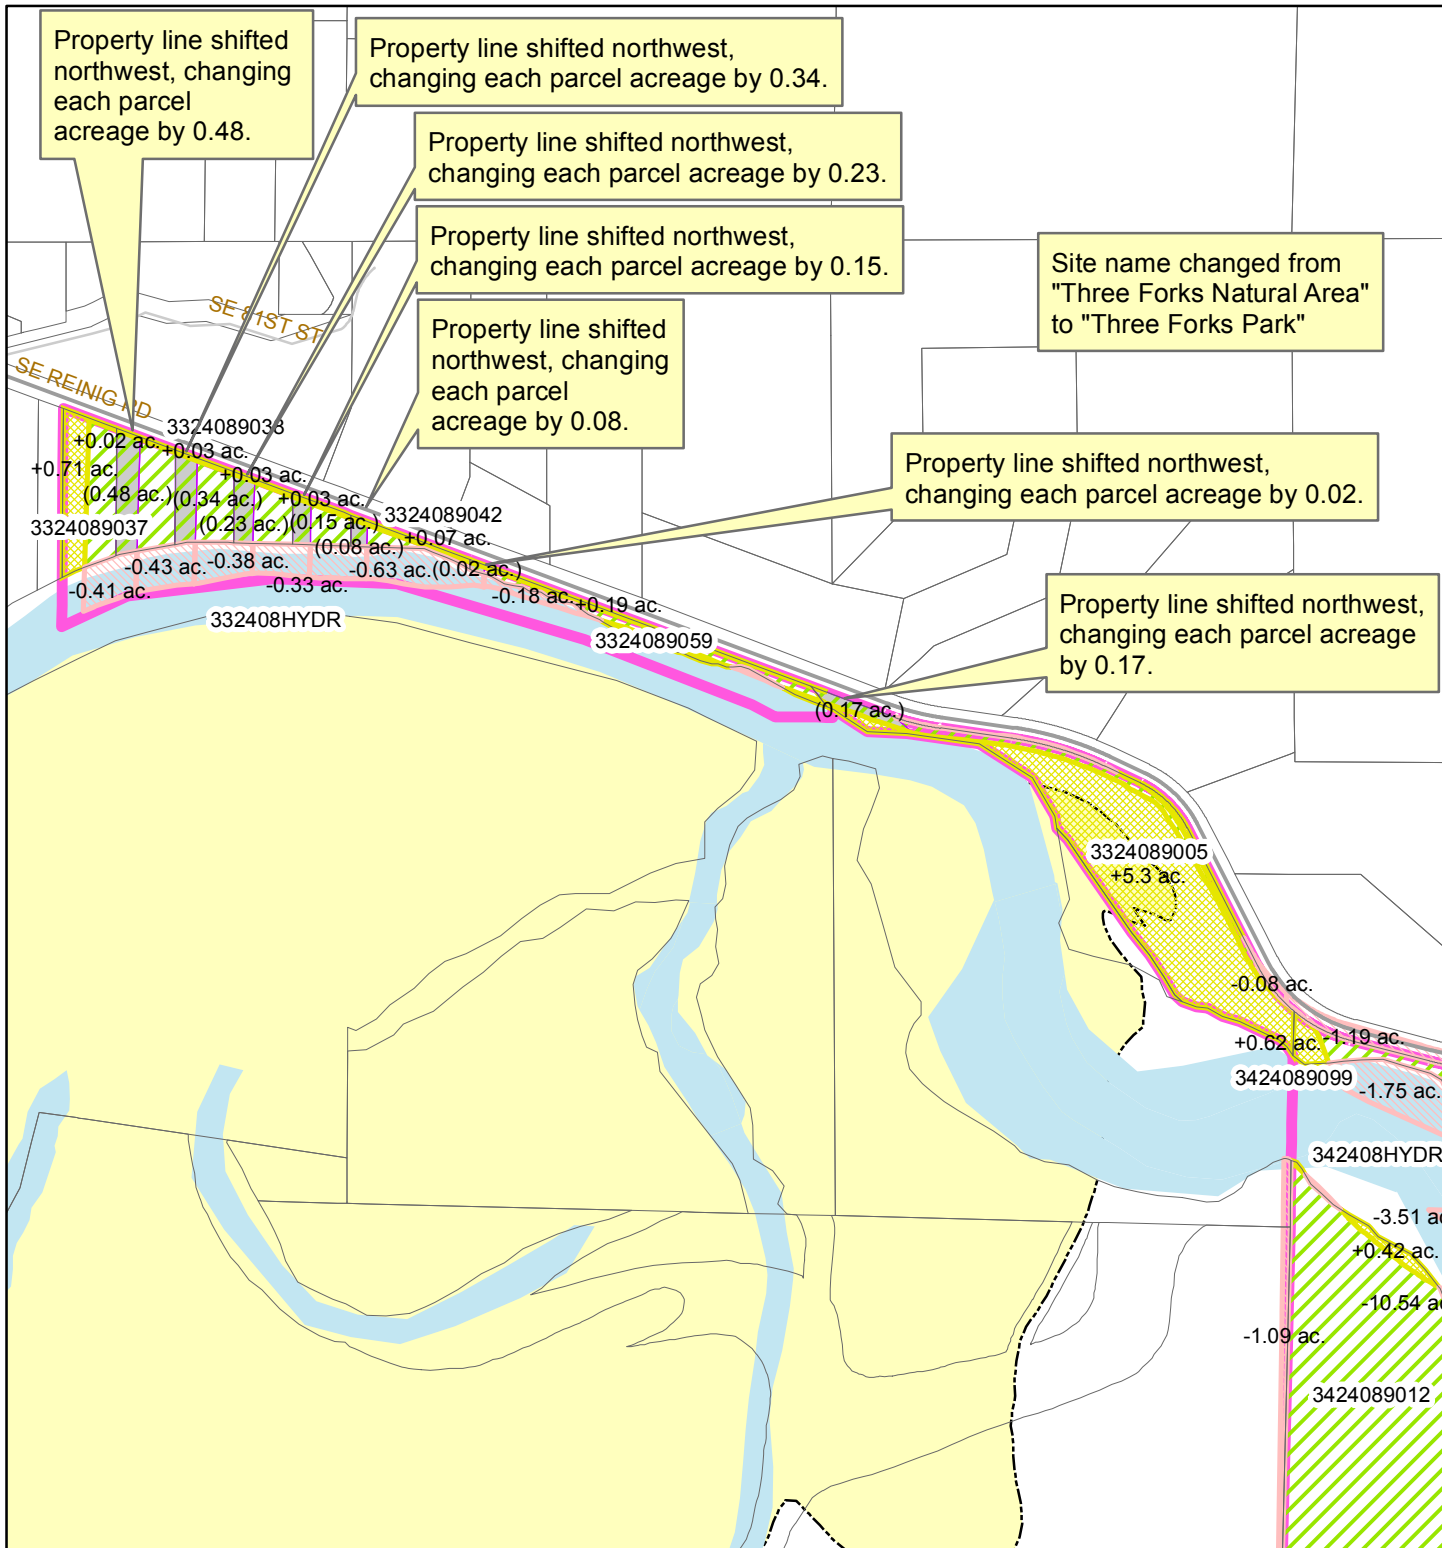 Property line shifted
northwest, changing
each parcel
acreage by 0.48.
Property line shifted northwest,
changing each parcel acreage by 0.34.
Property line shifted northwest,
changing each parcel acreage by 0.23.
Property line shifted northwest,
changing each parcel acreage by 0.15.
Site name changed from
"Three Forks Natural Area"
to "Three Forks Park"
Property line shifted
northwest, changing
each parcel
acreage by 0.08.
SE 81ST ST
SE REINIG RD
Property line shifted northwest,
changing each parcel acreage by 0.02.
Property line shifted northwest,
changing each parcel acreage
by 0.17.
3324089033
+0.02 ac.
+0.03 ac.
+0.71 ac.
+0.03 ac.
(0.48 ac.)
(0.34 ac.)
+0.03 ac.
3324089042
3324089037
(0.23 ac.)
(0.15 ac.)
+0.07 ac.
(0.08 ac.)
-0.43 ac.
-0.38 ac.
-0.63 ac.
(0.02 ac.)
-0.41 ac.
-0.33 ac.
-0.18 ac.
+0.19 ac.
332408HYDR
3324089059
(0.17 ac.)
3324089005
+5.3 ac.
-0.08 ac.
+0.62 ac.
-1.19 ac.
3424089099
-1.75 ac.
342408HYDR
-3.51 ac
+0.42 ac.
-10.54 ac
-1.09 ac.
3424089012